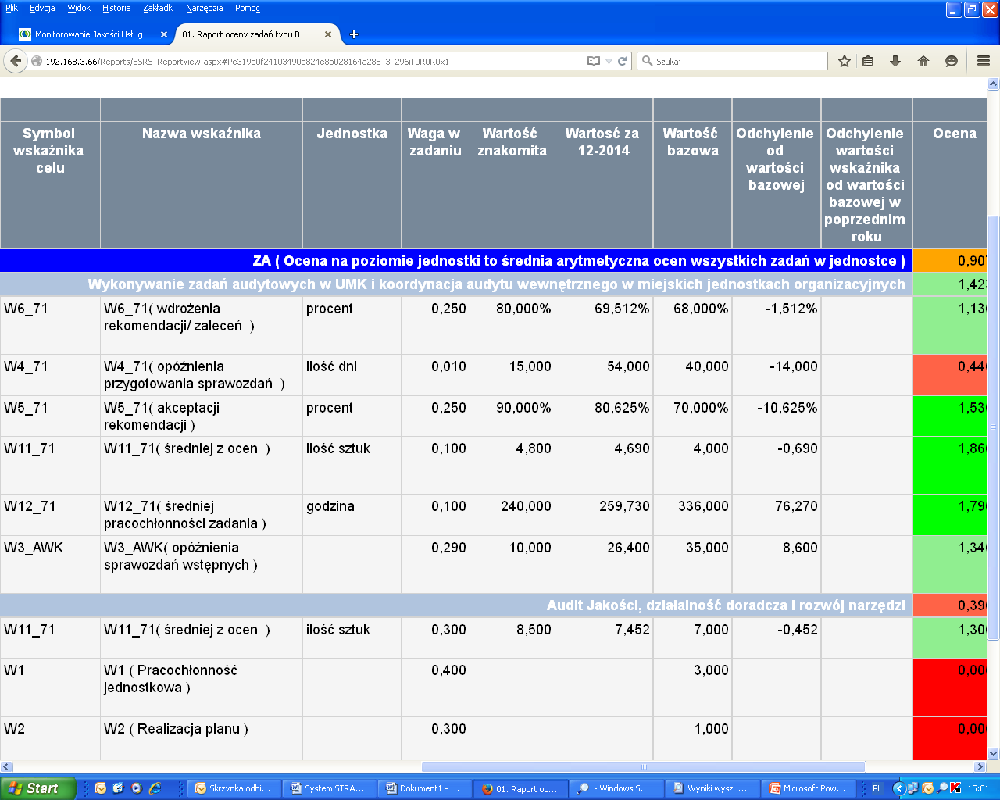 Plik Edycja Widok Historia Zakładki Narzędzia Pomoc
Monitorowanie Jakości Usług ... 01. Raport oceny zadań typu B
192.168.3.66/Reports/SSRS_ReportView.aspx#Pe319e0f24103490a824e8b028164a285_3_296iT0R0R0x1 Szukaj
Symbol wskaźnika celu Nazwa wskaźnika Jednostka Waga w zadaniu Wartość znakomita Wartosć za 12-2014 Wartość bazowa Odchylenie od wartości bazowej Odchylenie wartości wskaźnika od wartości bazowej w poprzednim roku Ocena
ZA ( Ocena na poziomie jednostki to średnia arytmetyczna ocen wszystkich zadań w jednostce ) 0,90
Wykonywanie zadań audytowych w UMK i koordynacja audytu wewnętrznego w miejskich jednostkach organizacyjnych 1,42
W6_71 W6_71( wdrożenia procent 0,250 80,000% 69,512% 68,000% -1,512% 1,13
rekomendacji/ zaleceń )
W4_71 W4_71( opóźnienia ilość dni 0,010 15,000 54,000 40,000 -14,000 0,44
przygotowania sprawozdań )
W5_71 W5_71( akceptacji procent 0,250 90,000% 80,625% 70,000% -10,625% 1,53
rekomendacji )
W11_71 W11_71( średniej z ocen ) ilość sztuk 0,100 4,800 4,690 4,000 -0,690 1,86
W12_71 W12_71( średniej godzina 0,100 240,000 259,730 336,000 76,270 1,79
pracochłonności zadania )
W3_AWK W3_AWK( opóźnienia 0,290 10,000 26,400 35,000 8,600 1,34
sprawozdań wstępnych )
Audit Jakości, działalność doradcza i rozwój narzędzi 0,39
W11_71 W11_71( średniej z ocen ) ilość sztuk 0,300 8,500 7,452 7,000 -0,452 1,30
W1 W1 ( Pracochłonność 0,400 3,000 0,00
jednostkowa )
W2 W2 ( Realizacja planu ) 0,300 1,000 0,00
Start Skrzynka odbi... System STRA... Dokument1 - ... 01. Raport oc... - Windows S... Wyniki wyszu... Microsoft Pow... PL 15:01